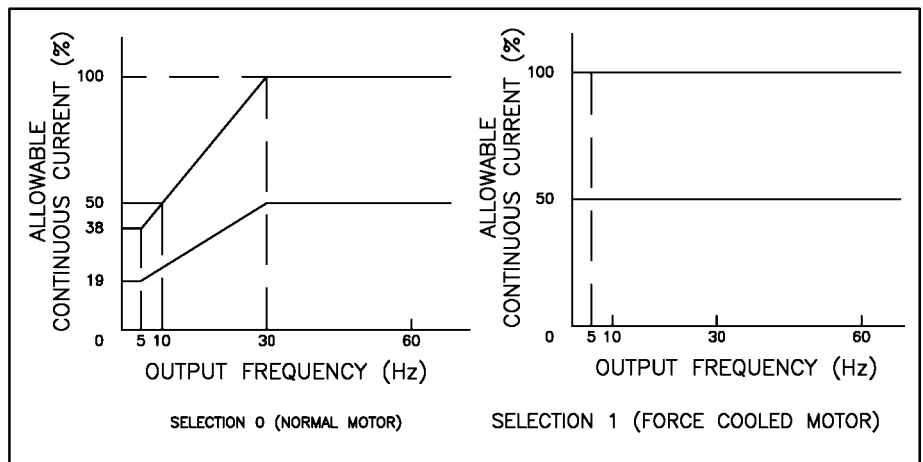 ALLOWABLE
CONTINUOUS CURRENT (%)
100
50
38
19
0
5 10 30 60
OUTPUT FREQUENCY (Hz)
SELECTION 0 (NORMAL MOTOR)
ALLOWABLE
CONTINUOUS CURRENT (%)
100
50
0
5 10 30 60
OUTPUT FREQUENCY (Hz)
SELECTION 1 (FORCE COOLED MOTOR)